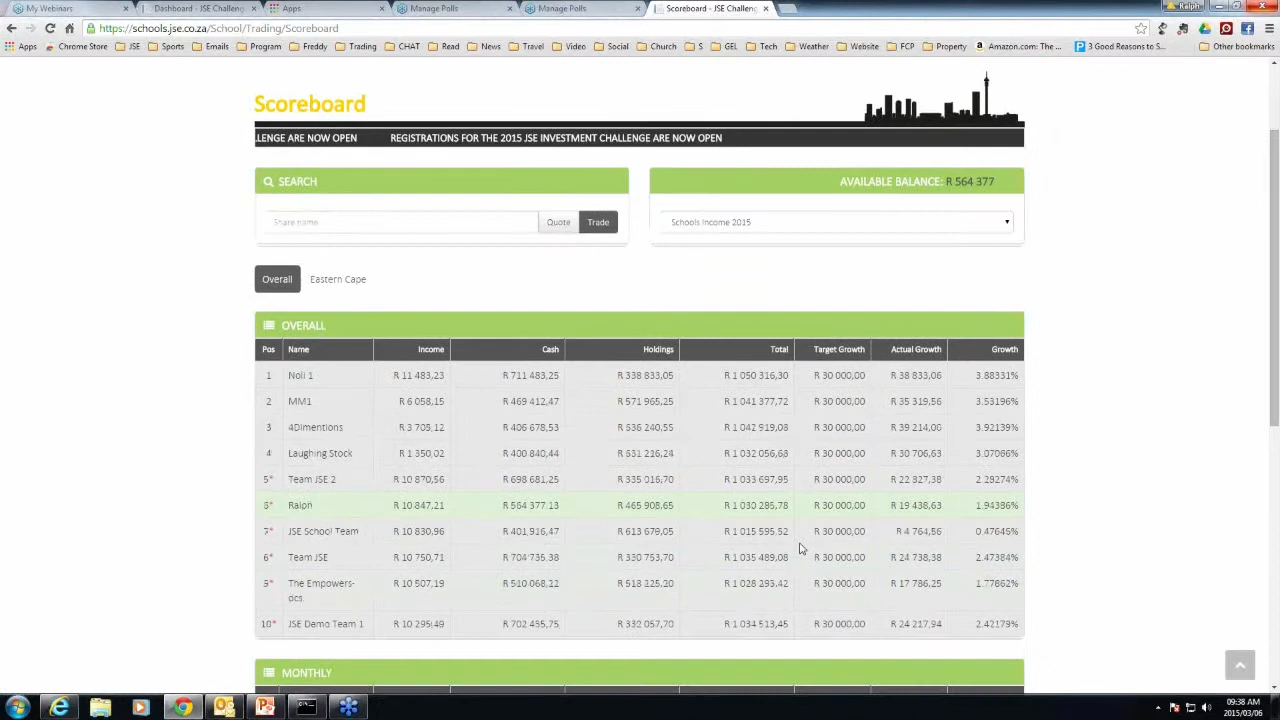 My Webinars
Dashboard - JSE Challeng
Apps
Manage Polls
Manage Polls
Scoreboard - JSE Challeng
Ralph
https://schools.jse.co.za/School/Trading/Scoreboard
Apps Chrome Store JSE Sports Emails Program Freddy Trading CHAT Read News Travel Video Social Church S GEL Tech Weather Website FCP Property Amazon.com: The ... 3 Good Reasons to S... Other bookmarks
Scoreboard
LLENGE ARE NOW OPEN REGISTRATIONS FOR THE 2015 JSE INVESTMENT CHALLENGE ARE NOW OPEN
SEARCH
AVAILABLE BALANCE: R 564 377
Share name Quote Trade
Schools Income 2015
Overall Eastern Cape
OVERALL
Pos Name Income Cash Holdings Total Target Growth Actual Growth Growth
1 Noli 1 R 11 483,23 R 711 483,25 R 338 833,05 R 1 050 316,30 R 30 000,00 R 38 833,06 3.88331%
2 MM1 R 6 058,15 R 469 412,47 R 571 965,25 R 1 041 377,72 R 30 000,00 R 35 319,56 3.53196%
3 4Dimentions R 3 705,12 R 406 678,53 R 636 240,55 R 1 042 919,08 R 30 000,00 R 39 214,06 3.92139%
4 Laughing Stock R 1 350,02 R 400 840,44 R 631 216,24 R 1 032 056,68 R 30 000,00 R 30 706,63 3.07066%
5* Team JSE 2 R 10 870,56 R 698 681,25 R 335 016,70 R 1 033 697,95 R 30 000,00 R 22 827,38 2.28274%
6* Ralph R 10 847,21 R 564 377,13 R 465 908,65 R 1 030 285,78 R 30 000,00 R 19 438,63 1.94386%
7* JSE School Team R 10 830,96 R 401 916,47 R 613 679,05 R 1 015 595,52 R 30 000,00 R 4 764,56 0.47645%
Team JSE R 10 750,71 R 704 735,38 R 330 753,70 R 1 035 489,08 R 30 000,00 R 24 738,38 2.47384%
9* The Empowers- R 10 507,19 R 510 068,22 R 518 225,20 R 1 028 293,42 R 30 000,00 R 17 786,25 1.77862%
ocs.
10* JSE Demo Team 1 R 10 295,49 R 702 455,75 R 332 057,70 R 1 034 513,45 R 30 000,00 R 24 217,94 2.42179%
MONTHLY
09:38 AM
2015/03/06